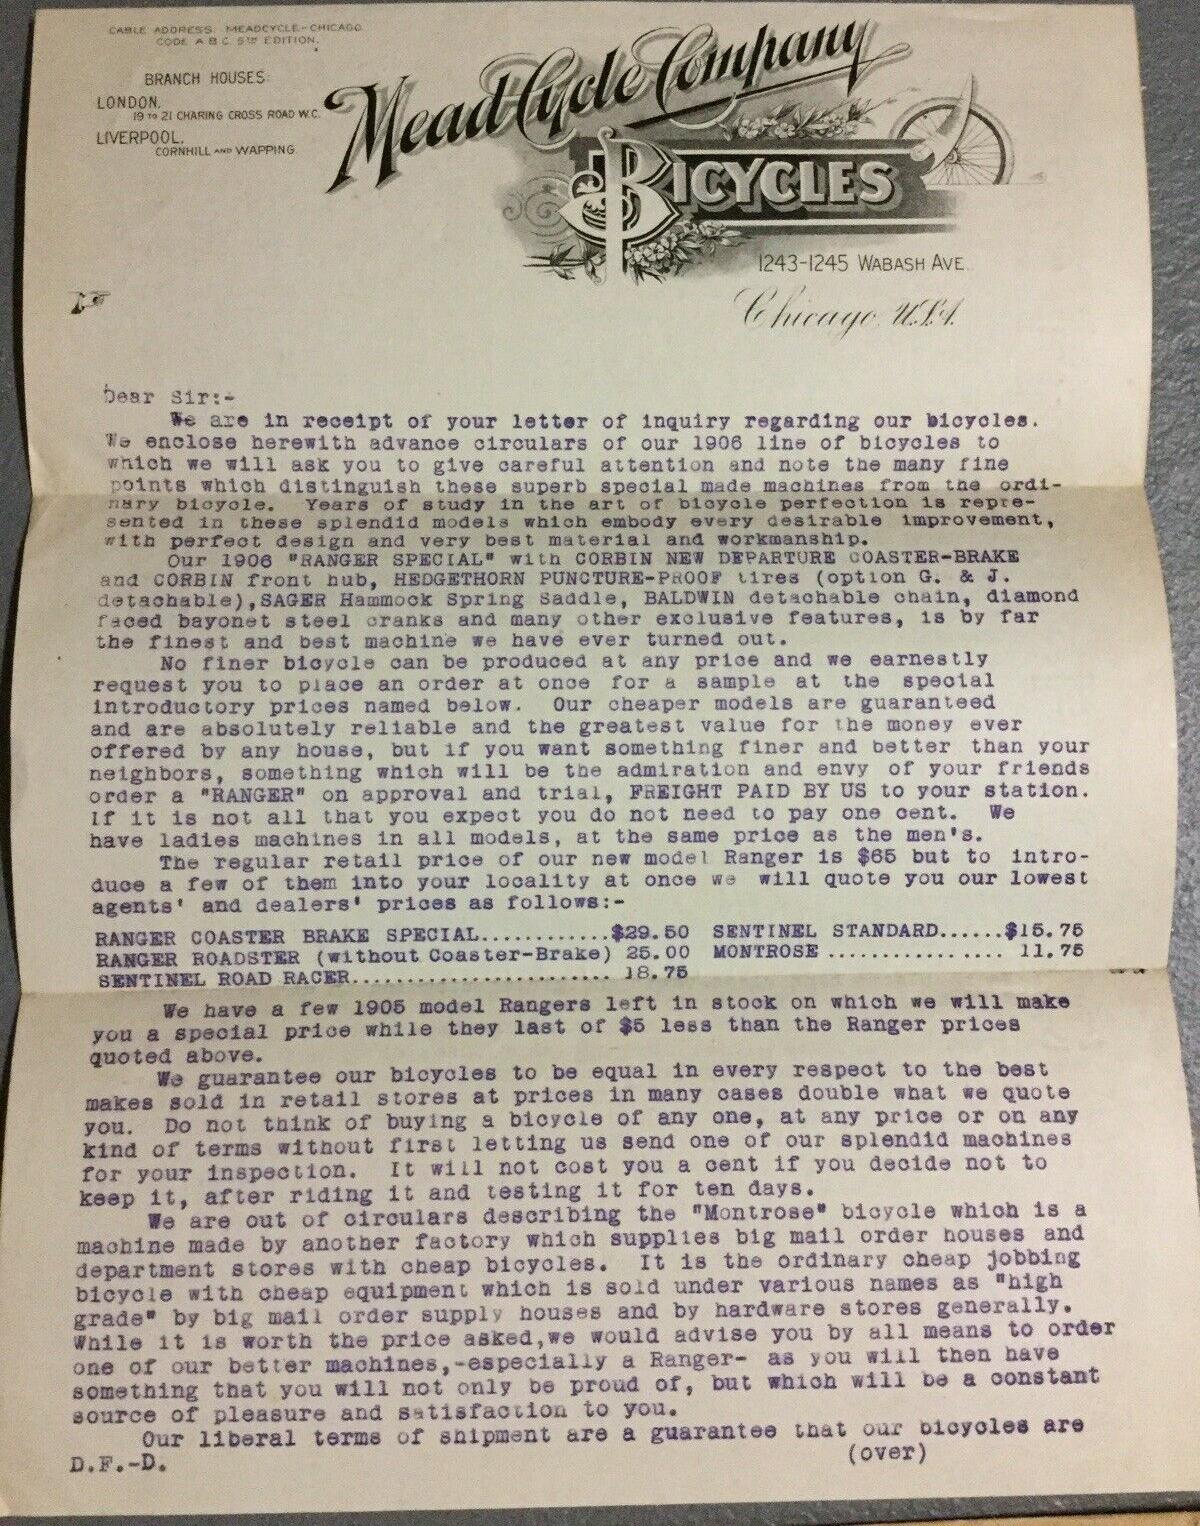 CABLE ADDRESS: MEADCYCLE-CHICAGO
CODE A B C 5TH EDITION.
BRANCH HOUSES:
LONDON,
19 TO 21 CHARING CROSS ROAD W.C.
LIVERPOOL,
CORNHILL AND WAPPING.
Mead Cycle Company
BICYCLES
1243-1245 WABASH AVE.
Chicago, U.S.A.
Dear Sir:-
We are in receipt of your letter of inquiry regarding our bicycles.
We enclose herewith advance circulars of our 1906 line of bicycles to
which we will ask you to give careful attention and note the many fine
points which distinguish these superb special made machines from the ordi-
nary bicycle. Years of study in the art of bicycle perfection is repre-
sented in these splendid models which embody every desirable improvement,
with perfect design and very best material and workmanship.
Our 1906 "RANGER SPECIAL" with CORBIN NEW DEPARTURE COASTER-BRAKE
and CORBIN front hub, HEDGETHORN PUNCTURE-PROOF tires (option G. & J.
detachable),SAGER Hammock Spring Saddle, BALDWIN detachable chain, diamond
faced bayonet steel cranks and many other exclusive features, is by far
the finest and best machine we have ever turned out.
No finer bicycle can be produced at any price and we earnestly
request you to place an order at once for a sample at the special
introductory prices named below. Our cheaper models are guaranteed
and are absolutely reliable and the greatest value for the money ever
offered by any house, but if you want something finer and better than your
neighbors, something which will be the admiration and envy of your friends
order a "RANGER" on approval and trial, FREIGHT PAID BY US to your station.
If it is not all that you expect you do not need to pay one cent. We
have ladies machines in all models, at the same price as the men's.
The regular retail price of our new model Ranger is $65 but to intro-
duce a few of them into your locality at once we will quote you our lowest
agents' and dealers' prices as follows:-
RANGER COASTER BRAKE SPECIAL............$29.50 SENTINEL STANDARD......$15.75
RANGER ROADSTER (without Coaster-Brake) 25.00 MONTROSE ................ 11.75
SENTINEL ROAD RACER........................ 18.75
We have a few 1905 model Rangers left in stock on which we will make
you a special price while they last of $5 less than the Ranger prices
quoted above.
We guarantee our bicycles to be equal in every respect to the best
makes sold in retail stores at prices in many cases double what we quote
you. Do not think of buying a bicycle of any one, at any price or on any
kind of terms without first letting us send one of our splendid machines
for your inspection. It will not cost you a cent if you decide not to
keep it, after riding it and testing it for ten days.
We are out of circulars describing the "Montrose" bicycle which is a
machine made by another factory which supplies big mail order houses and
department stores with cheap bicycles. It is the ordinary cheap jobbing
bicycle with cheap equipment which is sold under various names as "high
grade" by big mail order supply houses and by hardware stores generally.
While it is worth the price asked,we would advise you by all means to order
one of our better machines,-especially a Ranger- as you will then have
something that you will not only be proud of, but which will be a constant
source of pleasure and satisfaction to you.
Our liberal terms of shipment are a guarantee that our bicycles are
D.F.-D. (over)